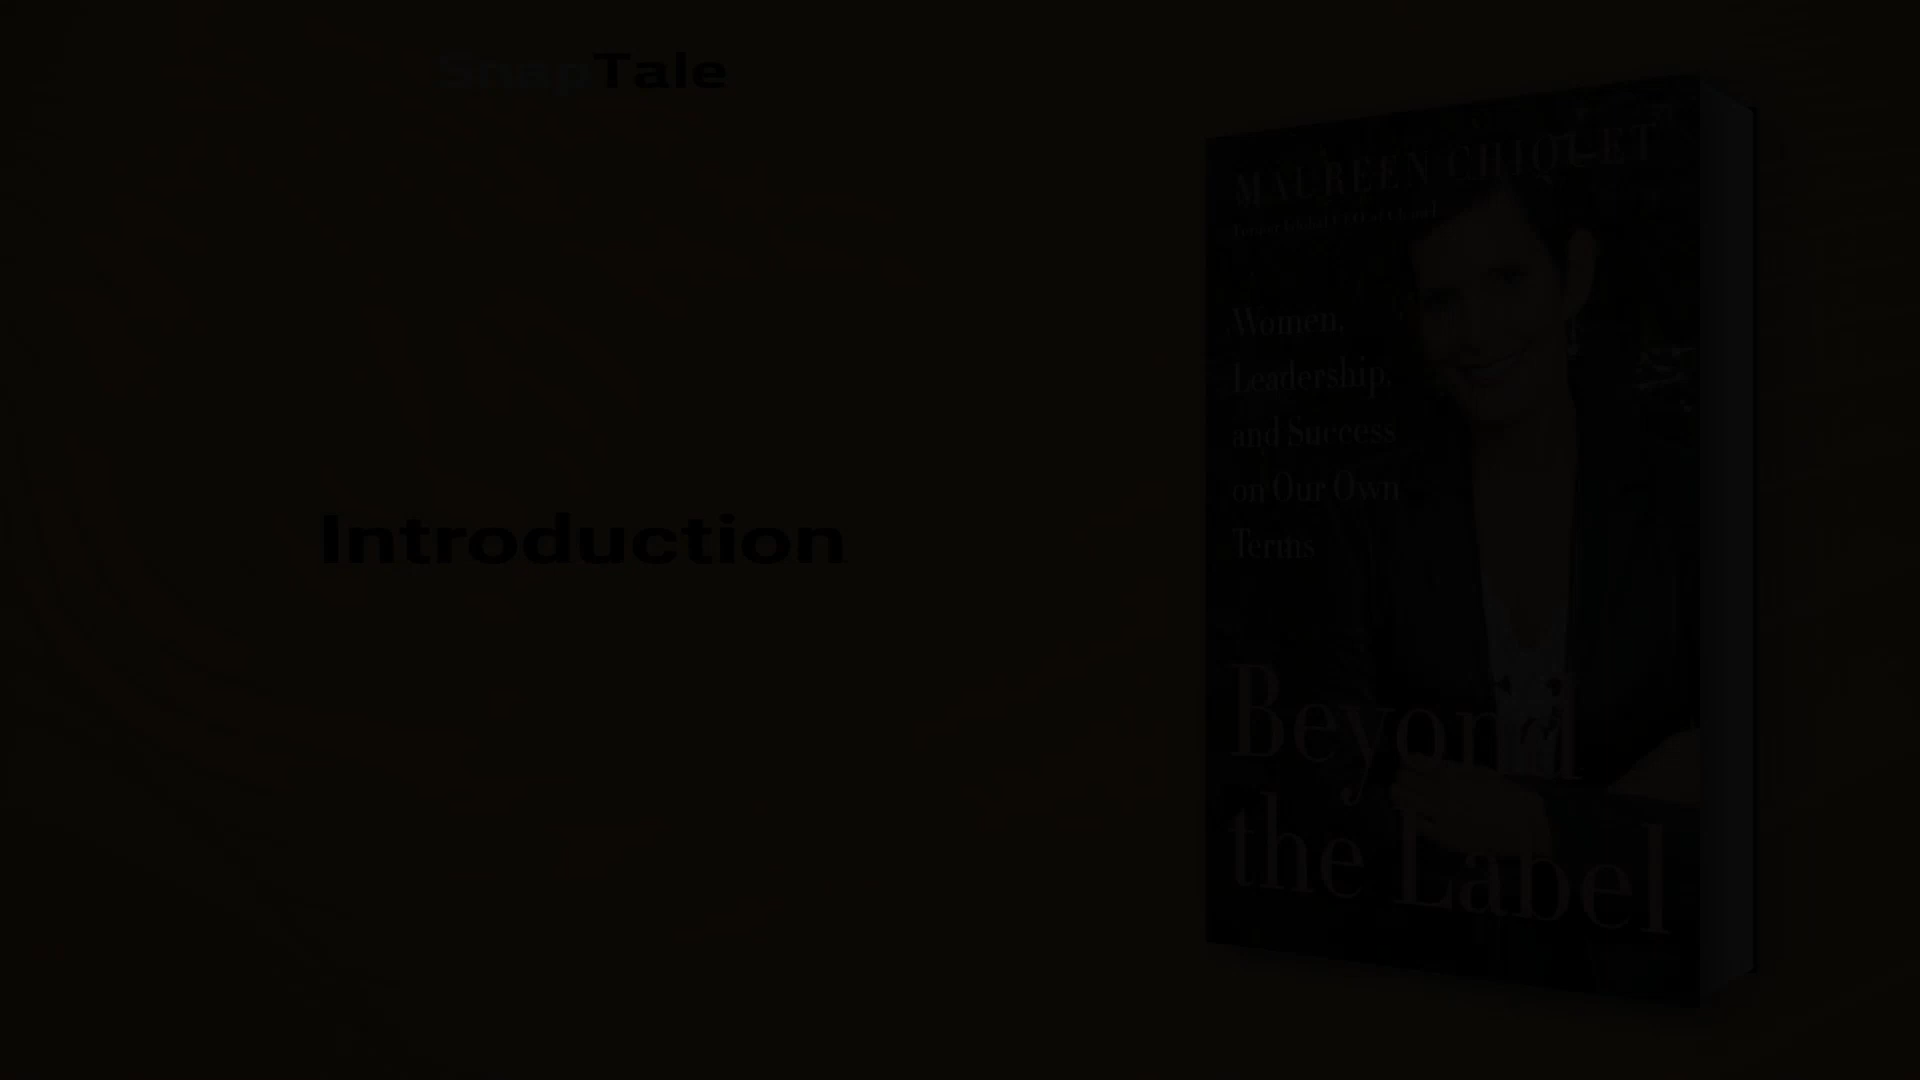 SnapTale
Introduction
MAUREEN CHIQUET
Women,
Leadership,
and Success
on Our Own
Terms
Beyond
the Label